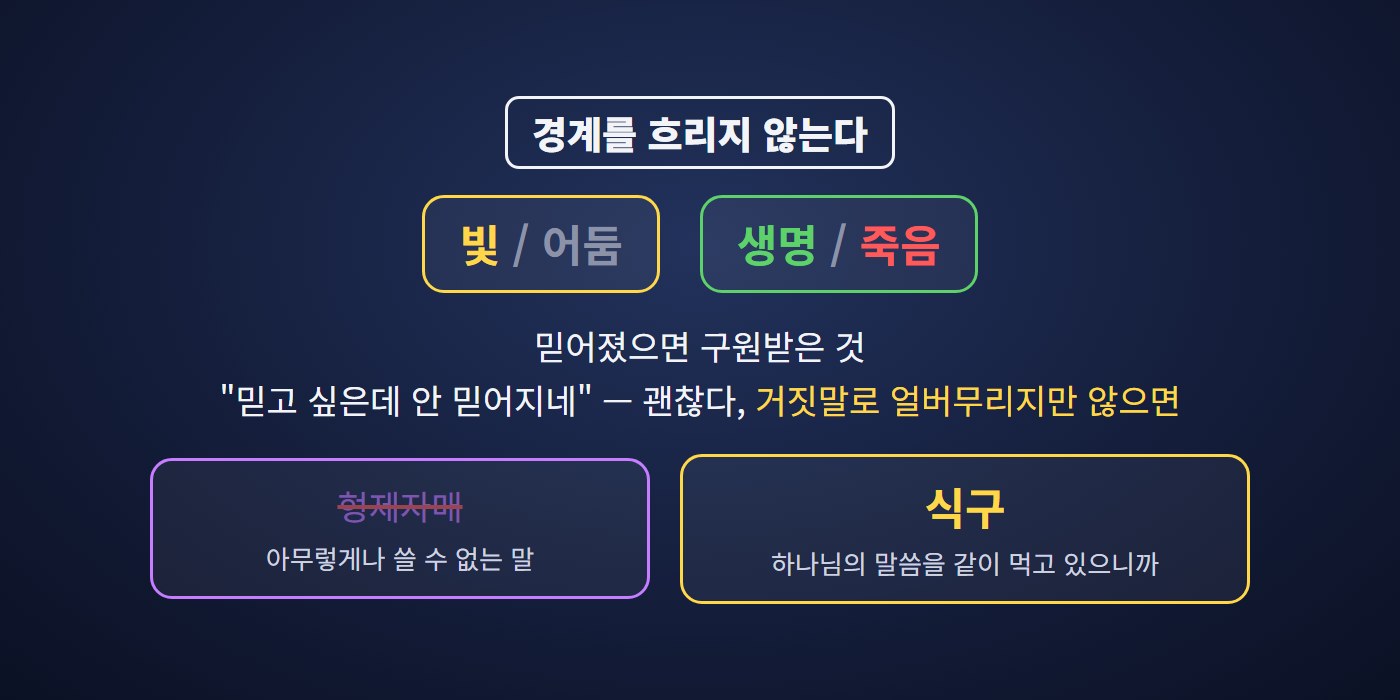 경계를 흐리지 않는다
빛 / 어둠
생명 / 죽음
믿어졌으면 구원받은 것
"믿고 싶은데 안 믿어지네" — 괜찮다, 거짓말로 얼버무리지만 않으면
형제자매
아무렇게나 쓸 수 없는 말
식구
하나님의 말씀을 같이 먹고 있으니까